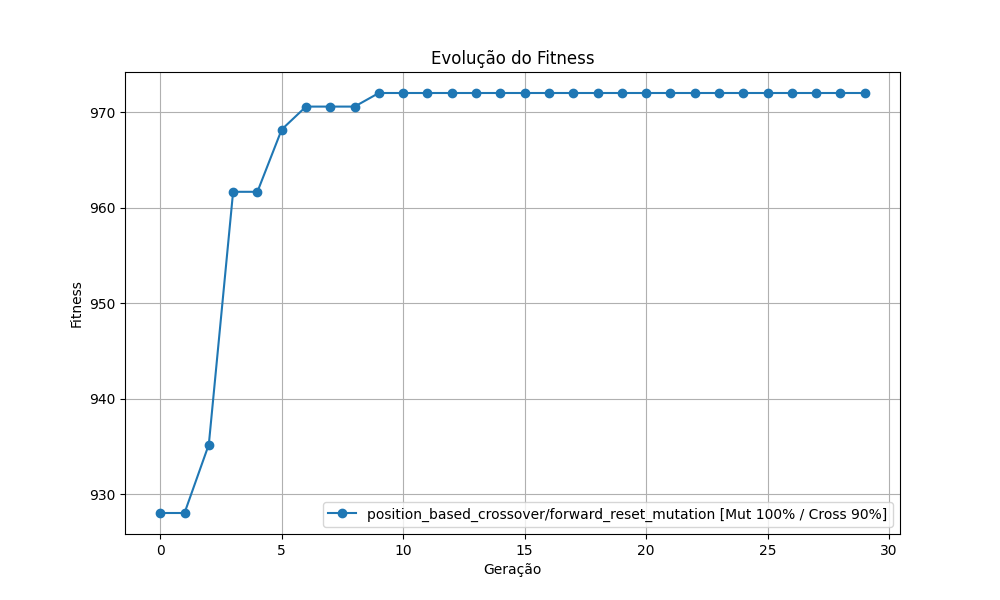 Evolução do Fitness
Fitness
970
960
950
940
930
position_based_crossover/forward_reset_mutation [Mut 100% / Cross 90%]
0 5 10 15 20 25 30
Geração